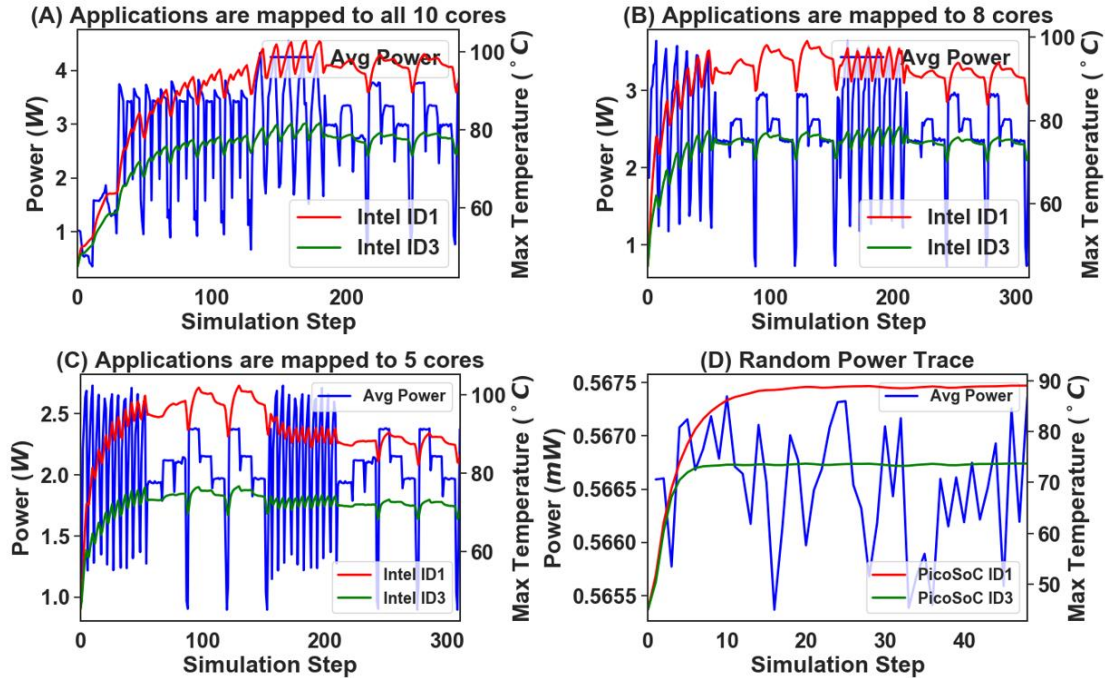 (A) Applications are mapped to all 10 cores
Power (W)
4
3
2
1
Avg Power
Intel ID1
Intel ID3
100
80
60
Max Temperature (°C)
0
100
200
Simulation Step
(B) Applications are mapped to 8 cores
Power (W)
3
2
1
Avg Power
Intel ID1
Intel ID3
100
80
60
Max Temperature (°C)
0
100
200
300
Simulation Step
(C) Applications are mapped to 5 cores
Power (W)
2.5
2.0
1.5
1.0
Avg Power
Intel ID1
Intel ID3
100
80
60
Max Temperature (°C)
0
100
200
300
Simulation Step
(D) Random Power Trace
Power (mW)
0.5675
0.5670
0.5665
0.5660
0.5655
Avg Power
PicoSoC ID1
PicoSoC ID3
90
80
70
60
50
Max Temperature (°C)
0
10
20
30
40
Simulation Step